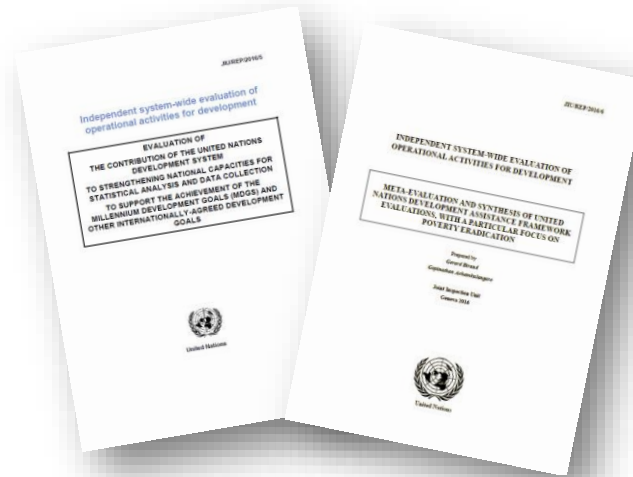 JIU/REP/2016/5
Independent system-wide evaluation of
operational activities for development
EVALUATION OF
THE CONTRIBUTION OF THE UNITED NATIONS
DEVELOPMENT SYSTEM
TO STRENGTHENING NATIONAL CAPACITIES FOR
STATISTICAL ANALYSIS AND DATA COLLECTION
TO SUPPORT THE ACHIEVEMENT OF THE
MILLENNIUM DEVELOPMENT GOALS (MDGS) AND
OTHER INTERNATIONALLY-AGREED DEVELOPMENT
GOALS
United Nations
JIU/REP/2016/6
INDEPENDENT SYSTEM-WIDE EVALUATION OF
OPERATIONAL ACTIVITIES FOR DEVELOPMENT
META-EVALUATION AND SYNTHESIS OF UNITED
NATIONS DEVELOPMENT ASSISTANCE FRAMEWORK
EVALUATIONS, WITH A PARTICULAR FOCUS ON
POVERTY ERADICATION
Prepared by
Gopinathan
Joint Inspection Unit
Geneva 2016
United Nations